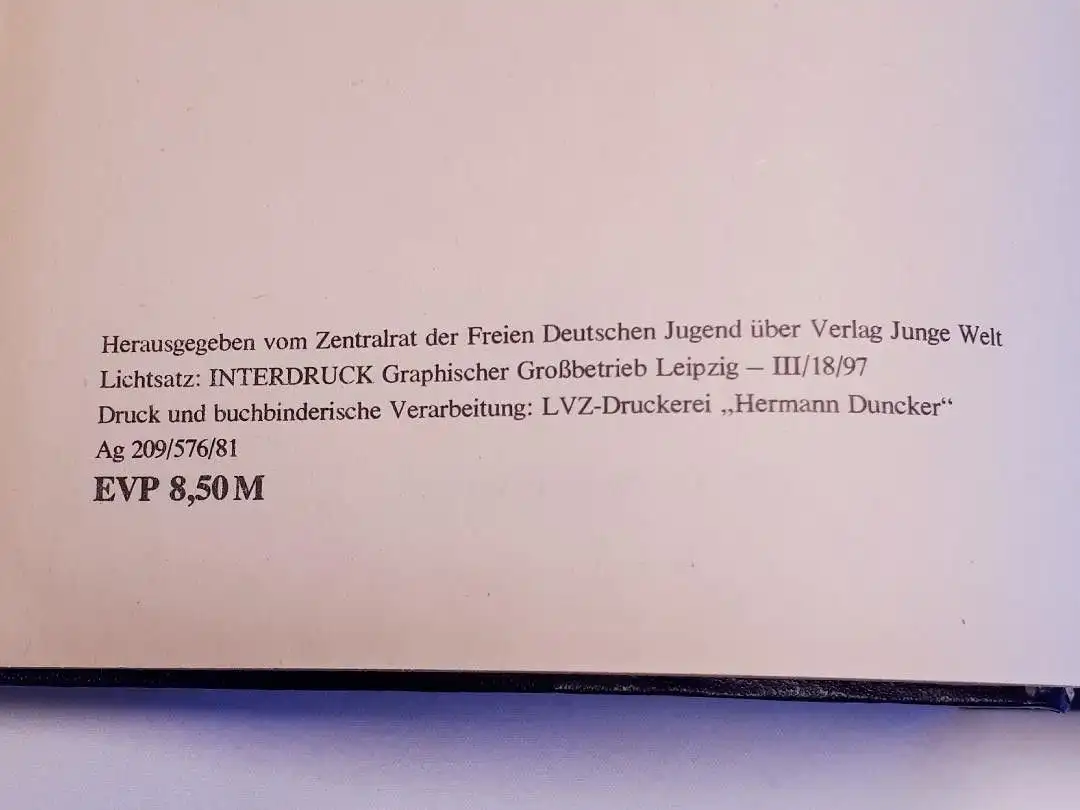 Herausgegeben vom Zentralrat der Freien Deutschen Jugend über Verlag Junge Welt
Lichtsatz: INTERDRUCK Graphischer Großbetrieb Leipzig – III/18/97
Druck und buchbinderische Verarbeitung: LVZ-Druckerei „Hermann Duncker“
Ag 209/576/81
EVP 8,50 M